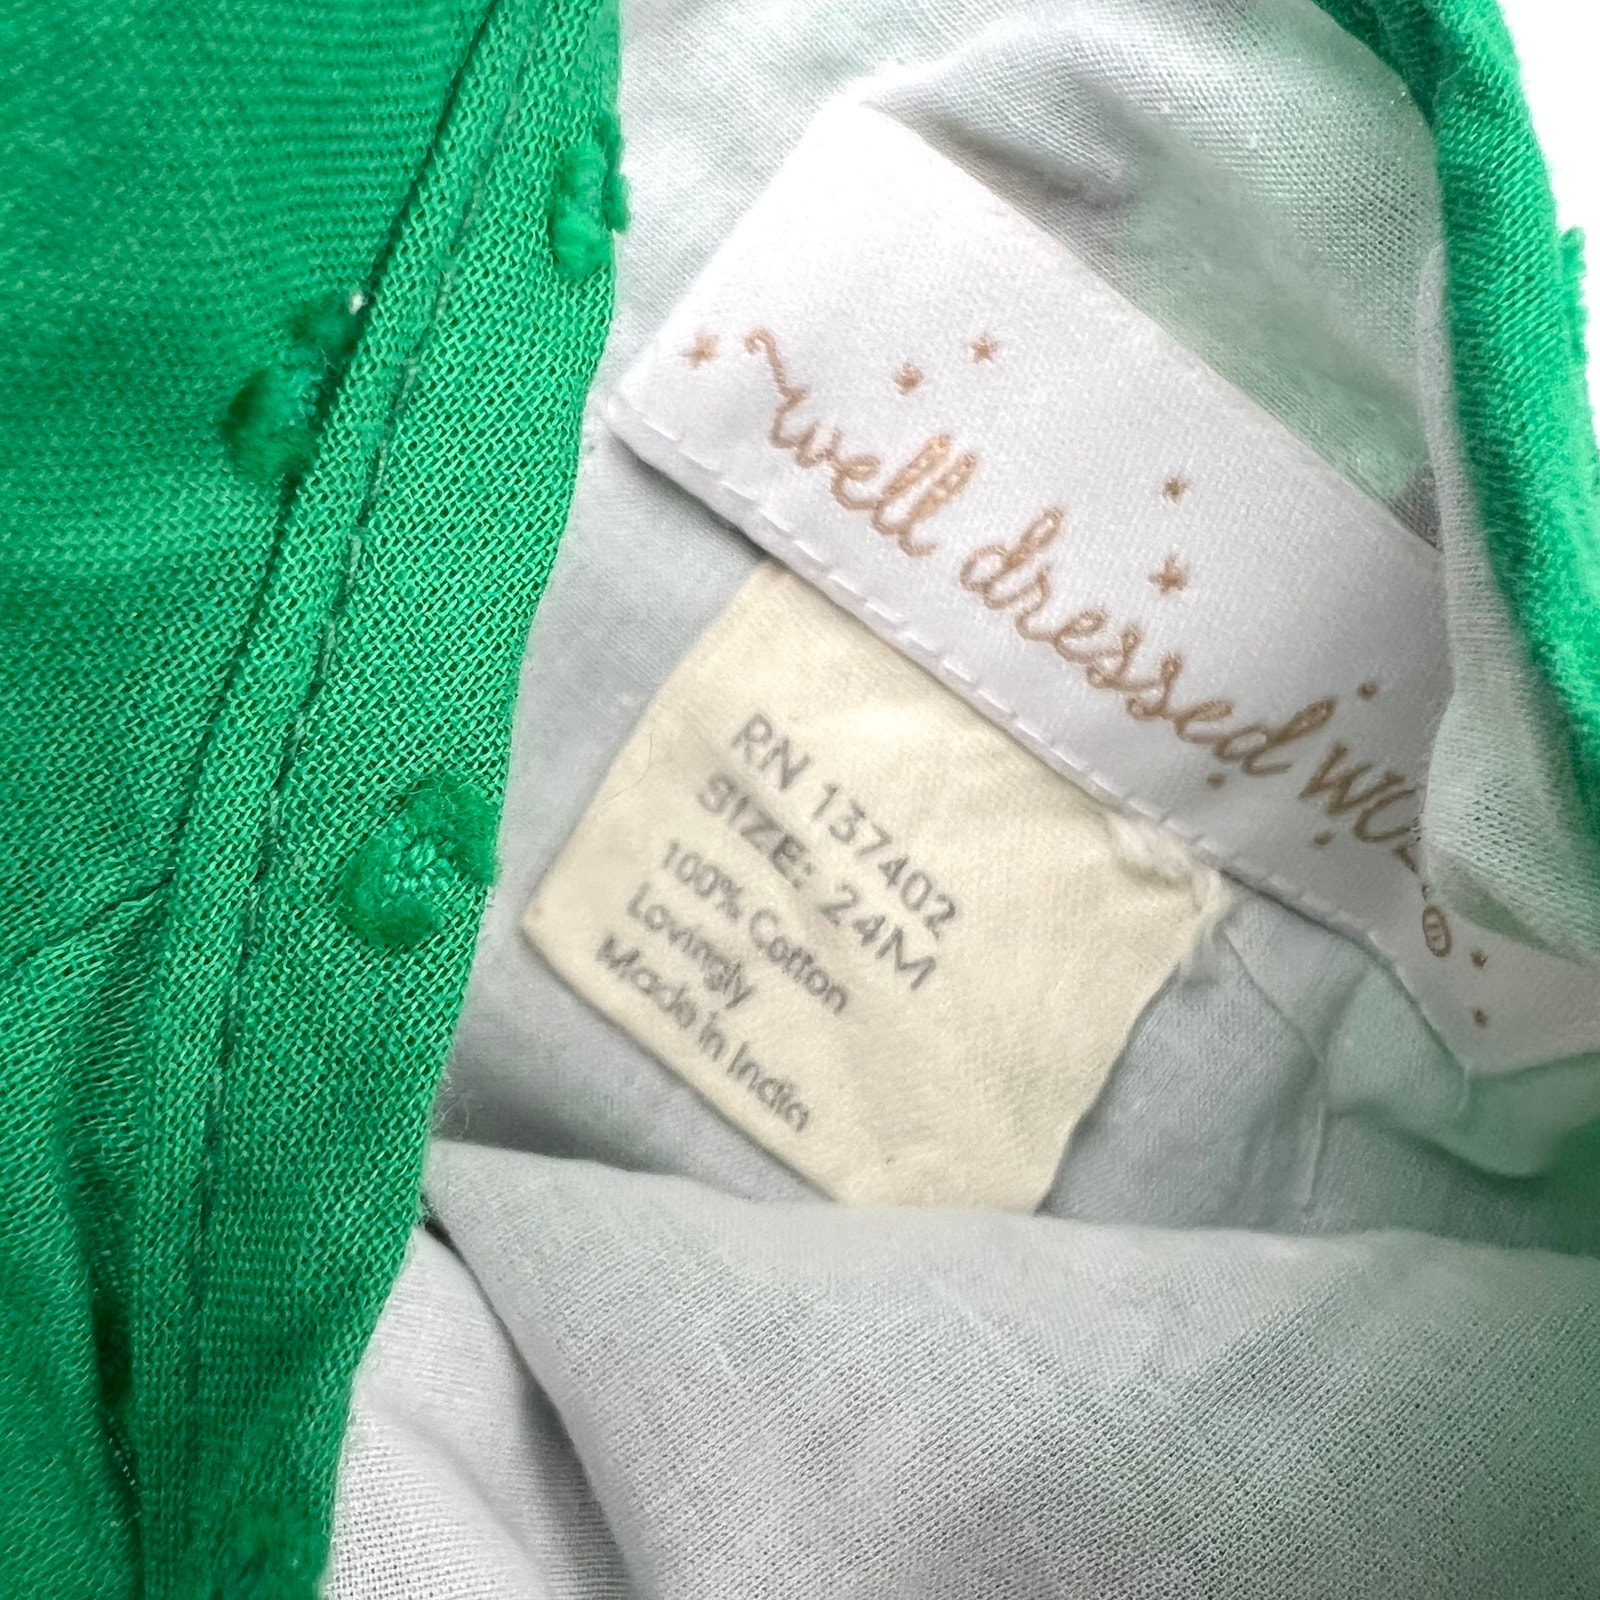 well dressed
RN 137402
SIZE: 24M
100% Cotton
Lovingly
Made in India